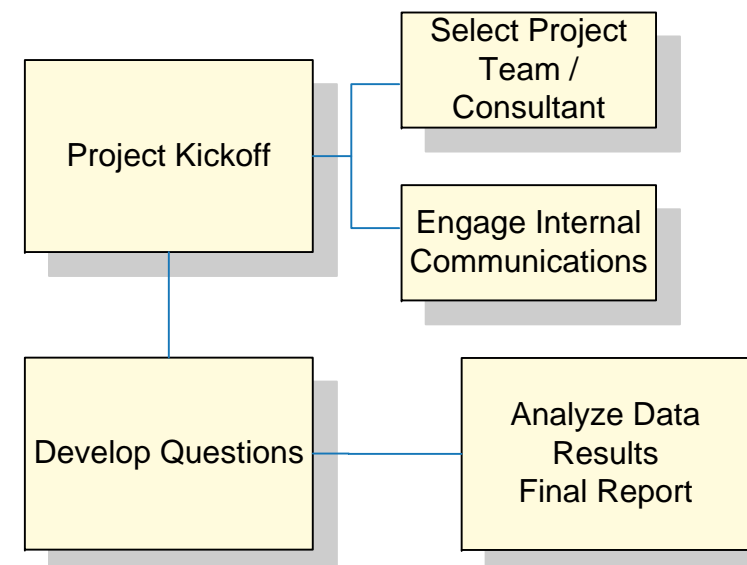 Select Project
Team /
Consultant
Project Kickoff
Engage Internal
Communications
Develop Questions
Analyze Data
Results
Final Report